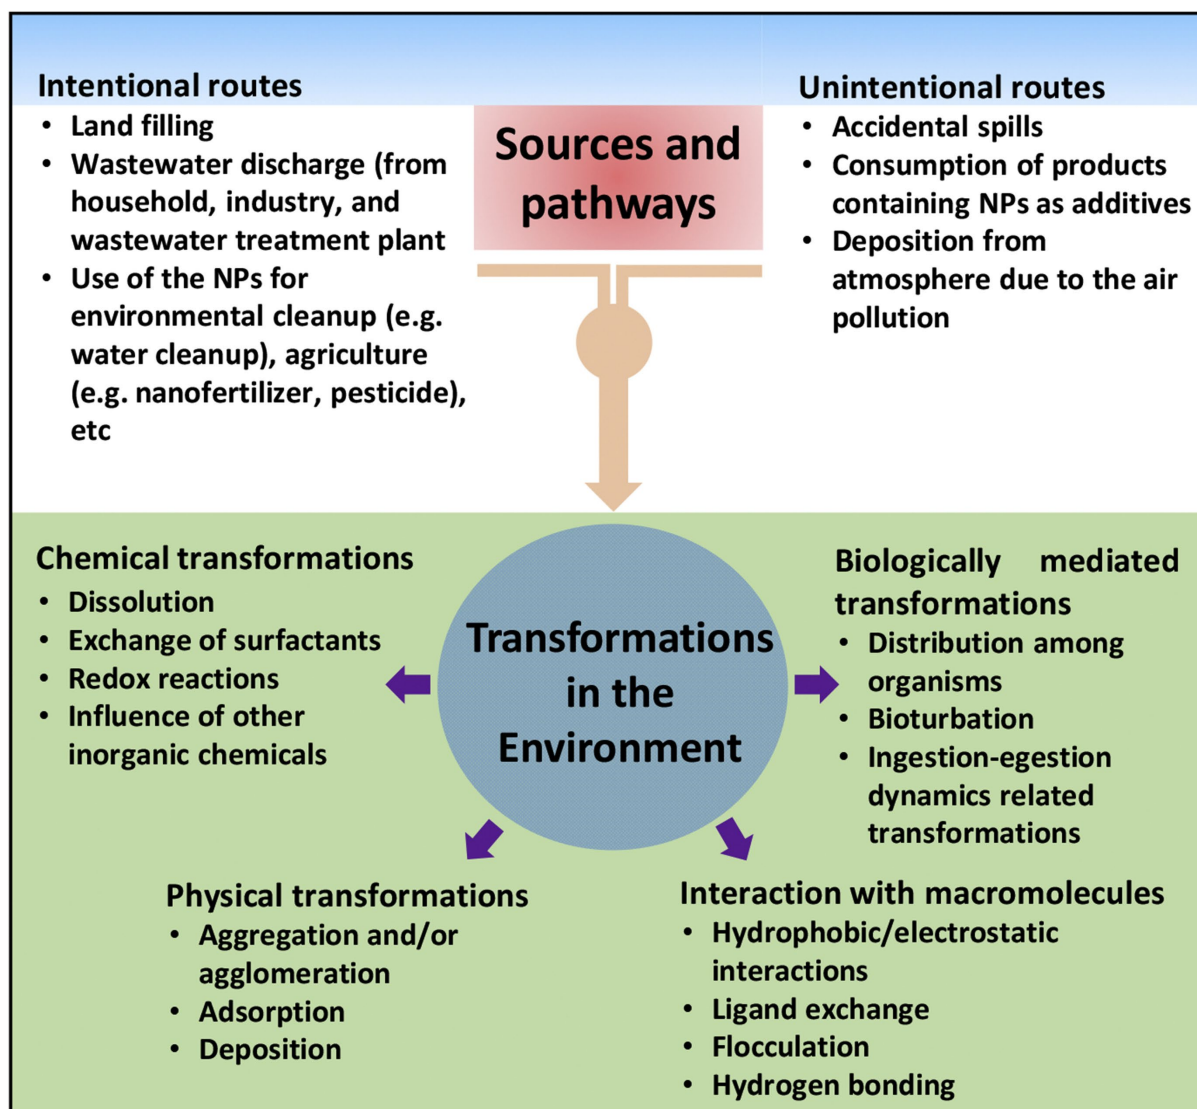 Intentional routes
• Land filling
• Wastewater discharge (from
household, industry, and
wastewater treatment plant
• Use of the NPs for
environmental cleanup (e.g.
water cleanup), agriculture
(e.g. nanofertilizer, pesticide),
etc
Sources and
pathways
Unintentional routes
• Accidental spills
• Consumption of products
containing NPs as additives
• Deposition from
atmosphere due to the air
pollution
Chemical transformations
• Dissolution
• Exchange of surfactants
• Redox reactions
• Influence of other
inorganic chemicals
Transformations
in the
Environment
Biologically mediated
transformations
• Distribution among
organisms
• Bioturbation
• Ingestion-egestion
dynamics related
transformations
Physical transformations
• Aggregation and/or
agglomeration
• Adsorption
• Deposition
Interaction with macromolecules
• Hydrophobic/electrostatic
interactions
• Ligand exchange
• Flocculation
• Hydrogen bonding